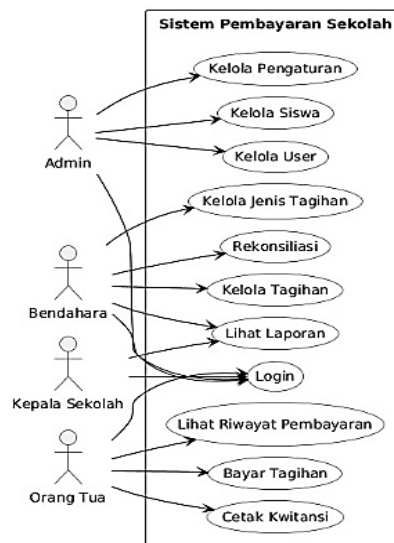 Sistem Pembayaran Sekolah
Kelola Pengaturan
Kelola Siswa
Admin
Kelola User
Kelola Jenis Tagihan
Rekonsiliasi
Kelola Tagihan
Bendahara
Lihat Laporan
Login
Kepala Sekolah
Lihat Riwayat Pembayaran
Bayar Tagihan
Orang Tua
Cetak Kwitansi